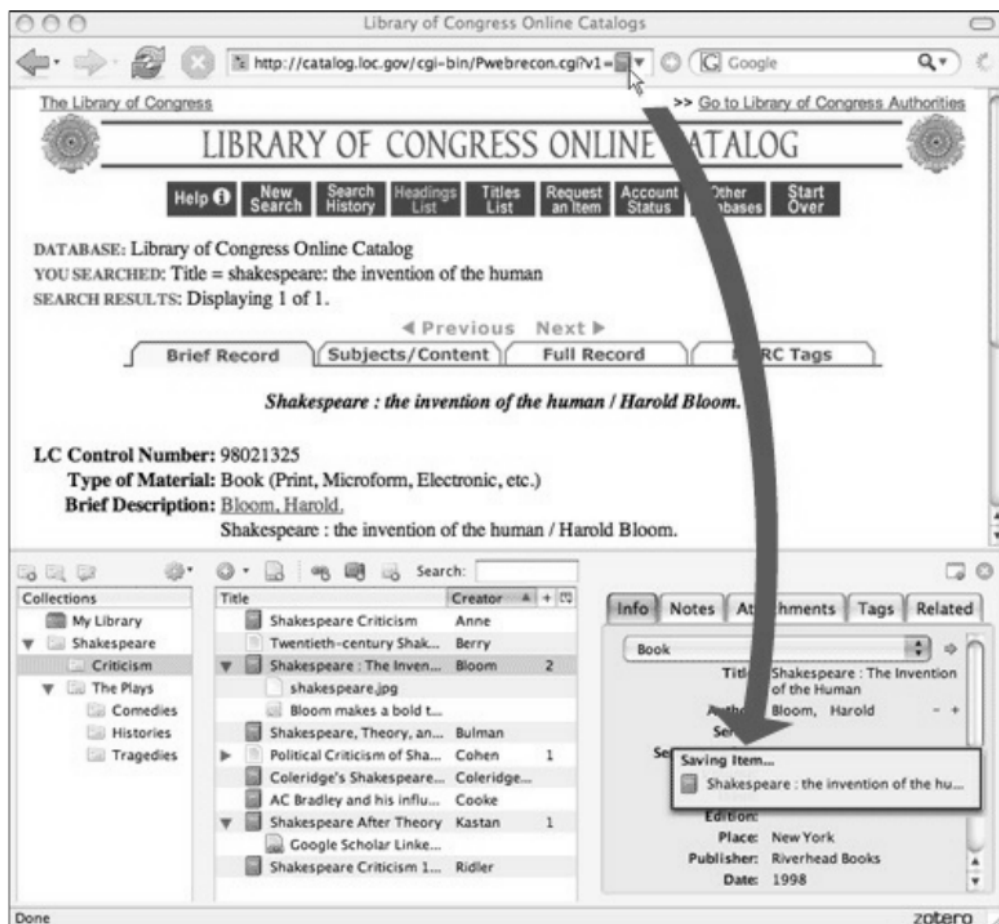 Library of Congress Online Catalogs
http://catalog.loc.gov/cgi-bin/Pwebrecon.cgi?v1=
G Google
The Library of Congress
>> Go to Library of Congress Authorities
LIBRARY OF CONGRESS ONLINE CATALOG
Help i New Search Search History Headings List Titles List Request an Item Account Status Other bases Start Over
DATABASE: Library of Congress Online Catalog
YOU SEARCHED: Title = shakespeare: the invention of the human
SEARCH RESULTS: Displaying 1 of 1.
Previous Next
Brief Record Subjects/Content Full Record RC Tags
Shakespeare : the invention of the human / Harold Bloom.
LC Control Number: 98021325
Type of Material: Book (Print, Microform, Electronic, etc.)
Brief Description: Bloom, Harold.
Shakespeare : the invention of the human / Harold Bloom.
Search:
Collections
My Library
Shakespeare
Criticism
The Plays
Comedies
Histories
Tragedies
Title Creator +
Shakespeare Criticism Anne
Twentieth-century Shak... Berry
Shakespeare : The Inven... Bloom 2
shakespeare.jpg
Bloom makes a bold t...
Shakespeare, Theory, an... Bulman
Political Criticism of Sha... Cohen 1
Coleridge's Shakespeare... Coleridge...
AC Bradley and his influ... Cooke
Shakespeare After Theory Kastan 1
Google Scholar Linke...
Shakespeare Criticism 1... Ridler
Info Notes At hments Tags Related
Book
Title Shakespeare : The Invention
of the Human
Author Bloom, Harold - +
Ser
Se
Saving Item...
Shakespeare : the invention of the hu...
Edition:
Place: New York
Publisher: Riverhead Books
Date: 1998
Done
zotero